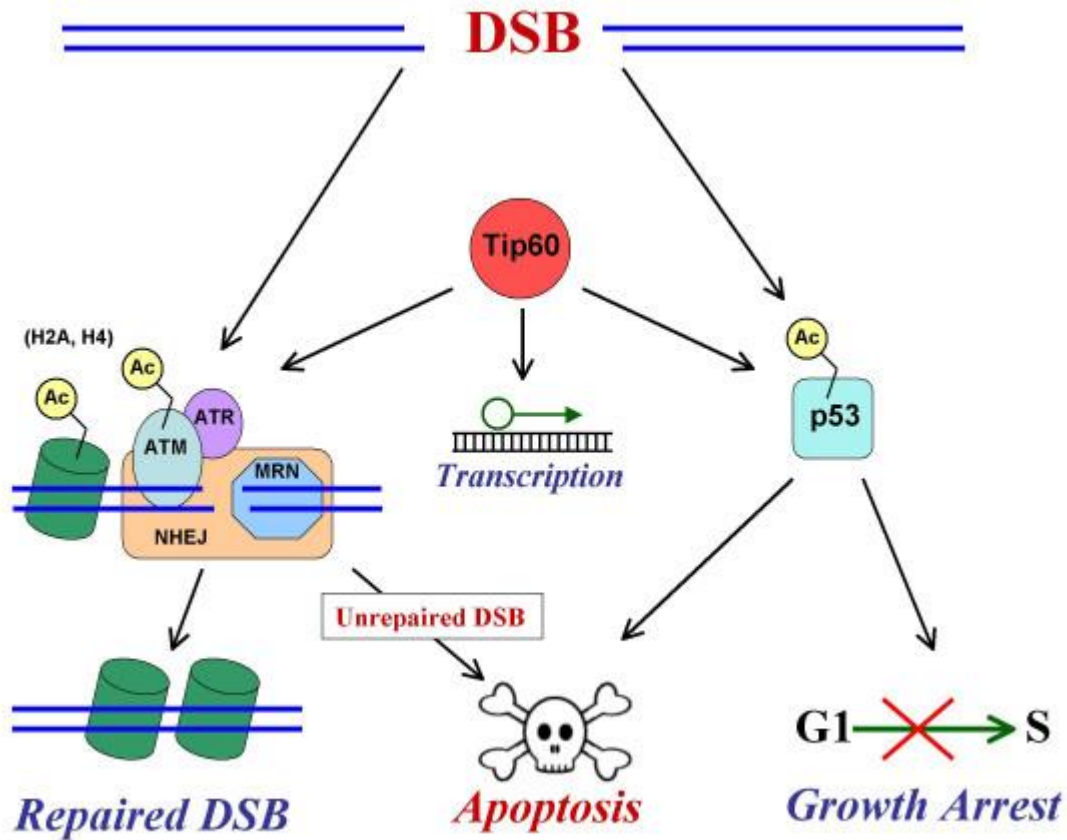 DSB
Tip60
(H2A, H4)
Ac
Ac
Ac
ATR
ATM
p53
MRN
Transcription
NHEJ
Unrepaired DSB
G1 S
Repaired DSB
Apoptosis
Growth Arrest